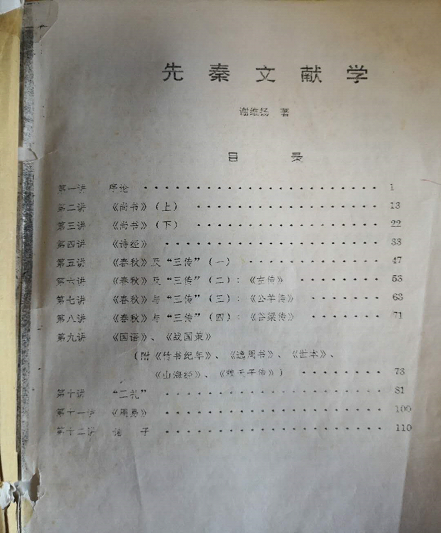 先秦文献学
谢维扬 著
目 录
第一讲 序论 1
第二讲 《尚书》(上) 13
第三讲 《尚书》(下) 22
第四讲 《诗经》 33
第五讲 《春秋》及“三传”(一) 47
第六讲 《春秋》及“三传”(二):《左传》 53
第七讲 《春秋》与“三传”(三):《公羊传》 63
第八讲 《春秋》与“三传”(四):《谷梁传》 71
第九讲 《国语》、《战国策》
(附《竹书纪年》、《逸周书》、《世本》、
《山海经》、《穆天子传》) 73
第十讲 “三礼” 81
第十一讲 《周易》 100
第十二讲 诸 子 110